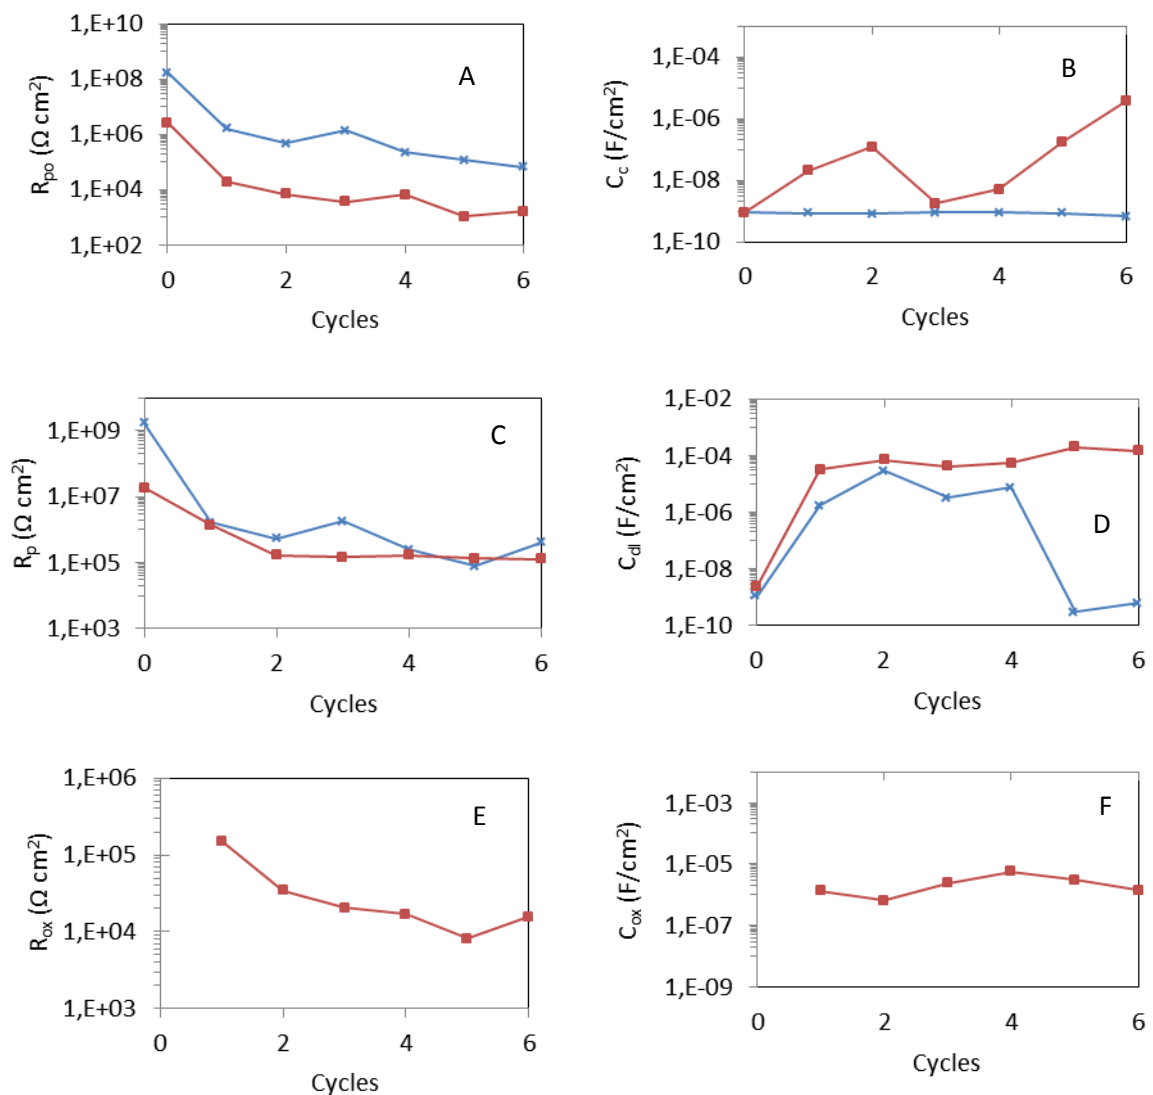 1,E+10
1,E+08
1,E+06
1,E+04
1,E+02
R_po (Ω cm²)
A
0 2 4 6
Cycles
1,E-04
1,E-06
1,E-08
1,E-10
C_c (F/cm²)
B
0 2 4 6
Cycles
1,E+09
1,E+07
1,E+05
1,E+03
R_p (Ω cm²)
C
0 2 4 6
Cycles
1,E-02
1,E-04
1,E-06
1,E-08
1,E-10
C_dl (F/cm²)
D
0 2 4 6
Cycles
1,E+06
1,E+05
1,E+04
1,E+03
R_ox (Ω cm²)
E
0 2 4 6
Cycles
1,E-03
1,E-05
1,E-07
1,E-09
C_ox (F/cm²)
F
0 2 4 6
Cycles